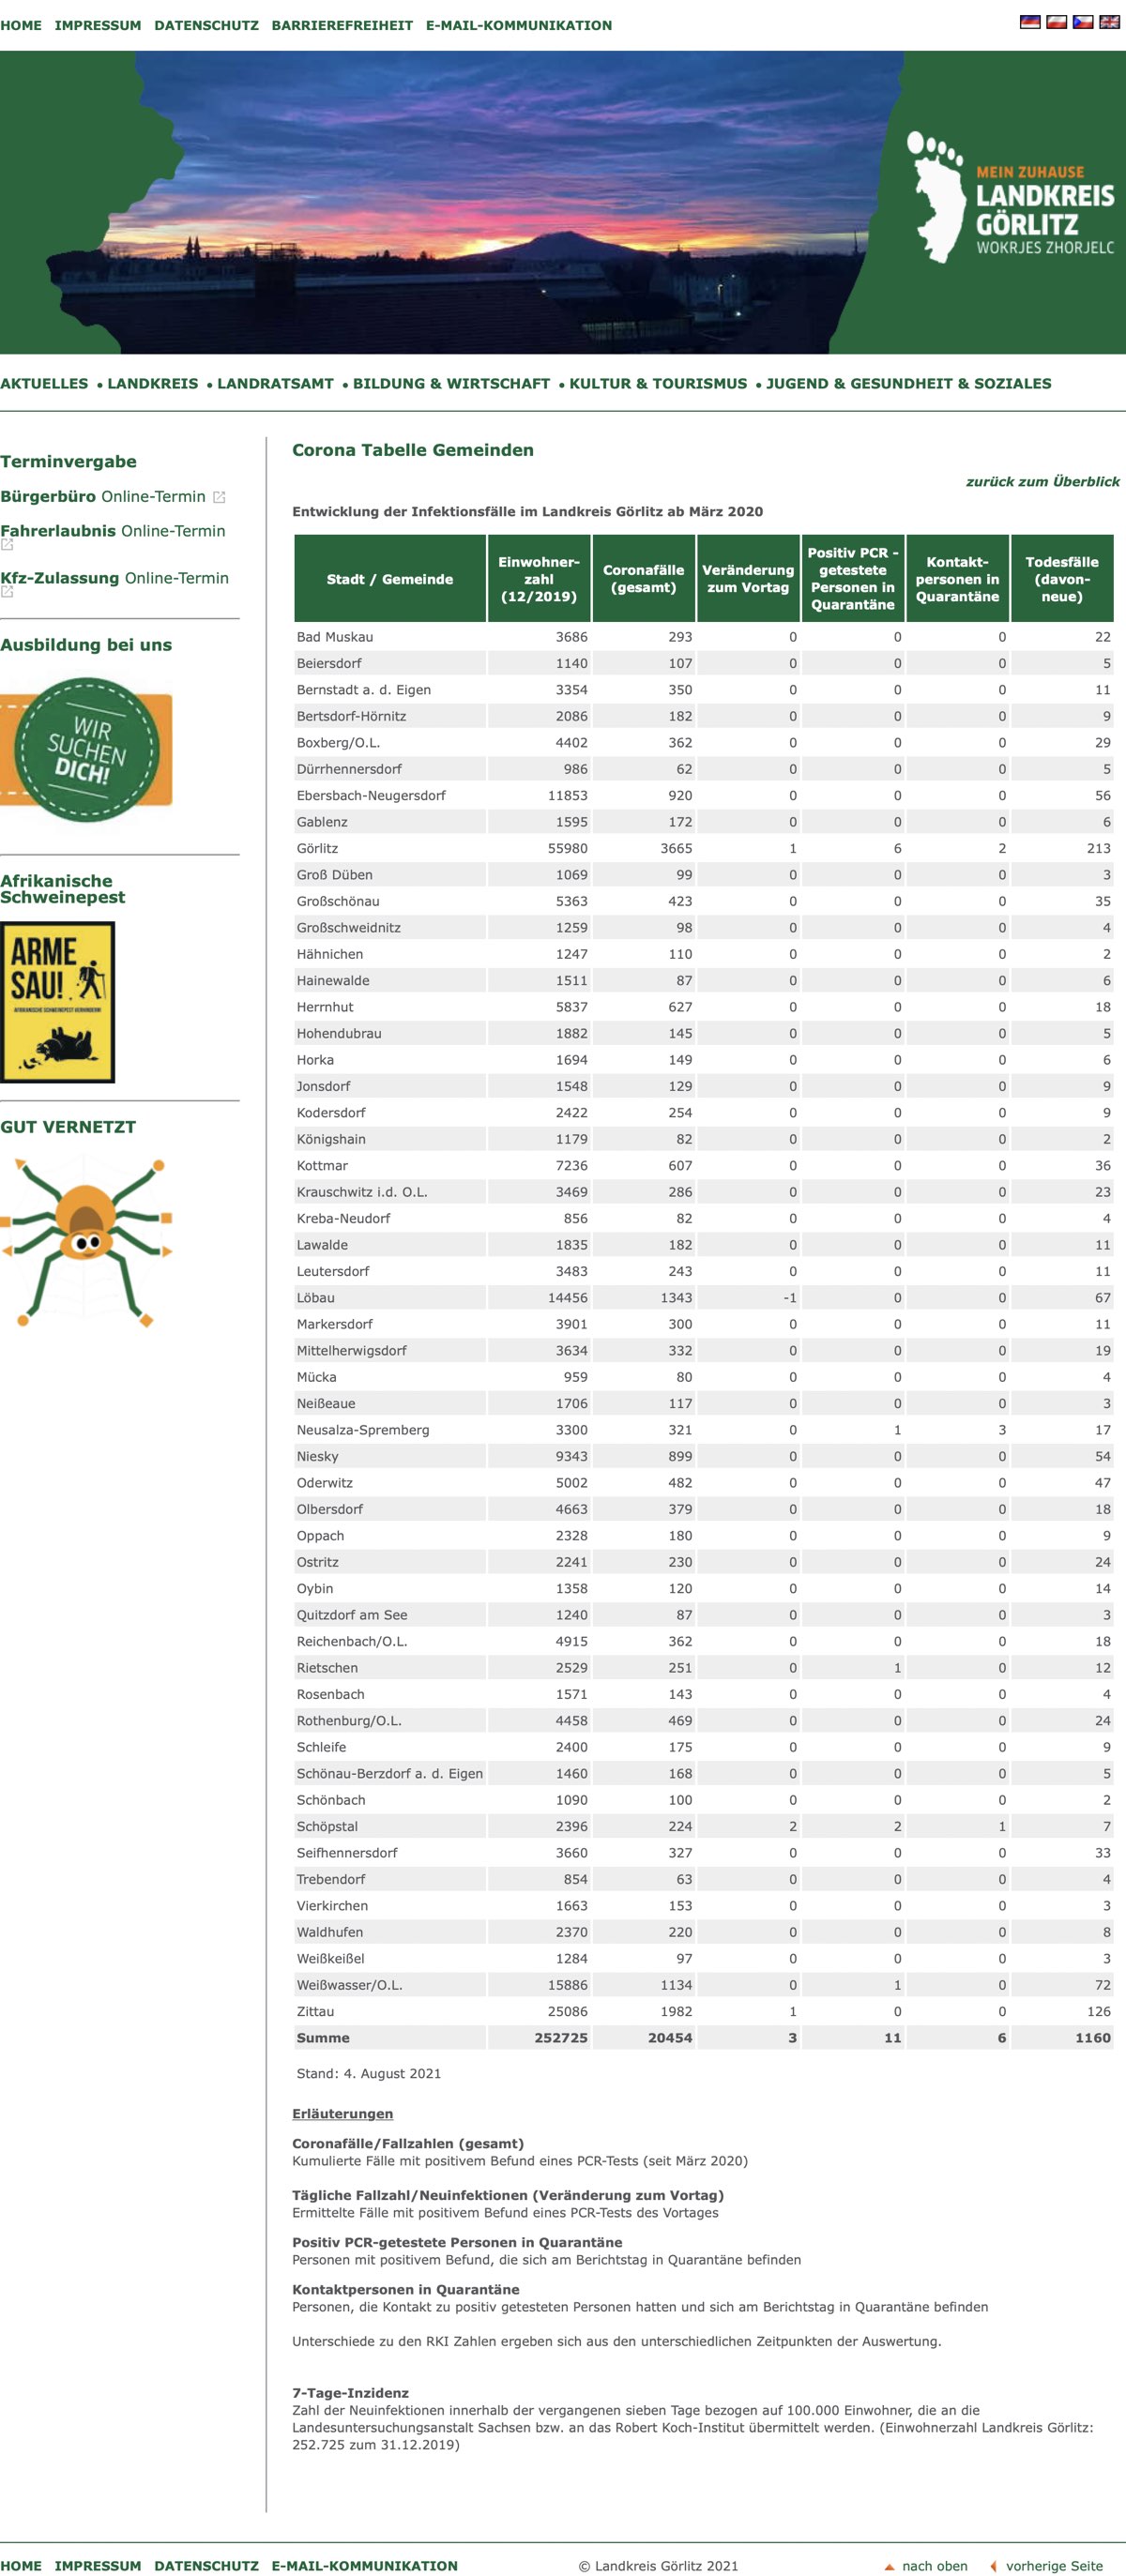 HOME IMPRESSUM DATENSCHUTZ BARRIEREFREIHEIT E-MAIL-KOMMUNIKATION
MEIN ZUHAUSE
LANDKREIS
GÖRLITZ
WOKRJES ZHORJELC
AKTUELLES • LANDKREIS • LANDRATSAMT • BILDUNG & WIRTSCHAFT • KULTUR & TOURISMUS • JUGEND & GESUNDHEIT & SOZIALES
Terminvergabe
Bürgerbüro Online-Termin
Fahrerlaubnis Online-Termin
Kfz-Zulassung Online-Termin
Ausbildung bei uns
WIR
SUCHEN
DICH!
Afrikanische
Schweinepest
ARME
SAU!
AFRIKANISCHE SCHWEINEPEST VERHINDERN!
GUT VERNETZT
Corona Tabelle Gemeinden
zurück zum Überblick
Entwicklung der Infektionsfälle im Landkreis Görlitz ab März 2020
Stadt / Gemeinde Einwohner-zahl (12/2019) Coronafälle (gesamt) Veränderung zum Vortag Positiv PCR - getestete Personen in Quarantäne Kontakt-personen in Quarantäne Todesfälle (davon-neue)
Bad Muskau 3686 293 0 0 0 22
Beiersdorf 1140 107 0 0 0 5
Bernstadt a. d. Eigen 3354 350 0 0 0 11
Bertsdorf-Hörnitz 2086 182 0 0 0 9
Boxberg/O.L. 4402 362 0 0 0 29
Dürrhennersdorf 986 62 0 0 0 5
Ebersbach-Neugersdorf 11853 920 0 0 0 56
Gablenz 1595 172 0 0 0 6
Görlitz 55980 3665 1 6 2 213
Groß Düben 1069 99 0 0 0 3
Großschönau 5363 423 0 0 0 35
Großschweidnitz 1259 98 0 0 0 4
Hähnichen 1247 110 0 0 0 2
Hainewalde 1511 87 0 0 0 6
Herrnhut 5837 627 0 0 0 18
Hohendubrau 1882 145 0 0 0 5
Horka 1694 149 0 0 0 6
Jonsdorf 1548 129 0 0 0 9
Kodersdorf 2422 254 0 0 0 9
Königshain 1179 82 0 0 0 2
Kottmar 7236 607 0 0 0 36
Krauschwitz i.d. O.L. 3469 286 0 0 0 23
Kreba-Neudorf 856 82 0 0 0 4
Lawalde 1835 182 0 0 0 11
Leutersdorf 3483 243 0 0 0 11
Löbau 14456 1343 -1 0 0 67
Markersdorf 3901 300 0 0 0 11
Mittelherwigsdorf 3634 332 0 0 0 19
Mücka 959 80 0 0 0 4
Neißeaue 1706 117 0 0 0 3
Neusalza-Spremberg 3300 321 0 1 3 17
Niesky 9343 899 0 0 0 54
Oderwitz 5002 482 0 0 0 47
Olbersdorf 4663 379 0 0 0 18
Oppach 2328 180 0 0 0 9
Ostritz 2241 230 0 0 0 24
Oybin 1358 120 0 0 0 14
Quitzdorf am See 1240 87 0 0 0 3
Reichenbach/O.L. 4915 362 0 0 0 18
Rietschen 2529 251 0 1 0 12
Rosenbach 1571 143 0 0 0 4
Rothenburg/O.L. 4458 469 0 0 0 24
Schleife 2400 175 0 0 0 9
Schönau-Berzdorf a. d. Eigen 1460 168 0 0 0 5
Schönbach 1090 100 0 0 0 2
Schöpstal 2396 224 2 2 1 7
Seifhennersdorf 3660 327 0 0 0 33
Trebendorf 854 63 0 0 0 4
Vierkirchen 1663 153 0 0 0 3
Waldhufen 2370 220 0 0 0 8
Weißkeißel 1284 97 0 0 0 3
Weißwasser/O.L. 15886 1134 0 1 0 72
Zittau 25086 1982 1 0 0 126
Summe 252725 20454 3 11 6 1160
Stand: 4. August 2021
Erläuterungen
Coronafälle/Fallzahlen (gesamt)
Kumulierte Fälle mit positivem Befund eines PCR-Tests (seit März 2020)
Tägliche Fallzahl/Neuinfektionen (Veränderung zum Vortag)
Ermittelte Fälle mit positivem Befund eines PCR-Tests des Vortages
Positiv PCR-getestete Personen in Quarantäne
Personen mit positivem Befund, die sich am Berichtstag in Quarantäne befinden
Kontaktpersonen in Quarantäne
Personen, die Kontakt zu positiv getesteten Personen hatten und sich am Berichtstag in Quarantäne befinden
Unterschiede zu den RKI Zahlen ergeben sich aus den unterschiedlichen Zeitpunkten der Auswertung.
7-Tage-Inzidenz
Zahl der Neuinfektionen innerhalb der vergangenen sieben Tage bezogen auf 100.000 Einwohner, die an die
Landesuntersuchungsanstalt Sachsen bzw. an das Robert Koch-Institut übermittelt werden. (Einwohnerzahl Landkreis Görlitz:
252.725 zum 31.12.2019)
HOME IMPRESSUM DATENSCHUTZ E-MAIL-KOMMUNIKATION © Landkreis Görlitz 2021 nach oben vorherige Seite